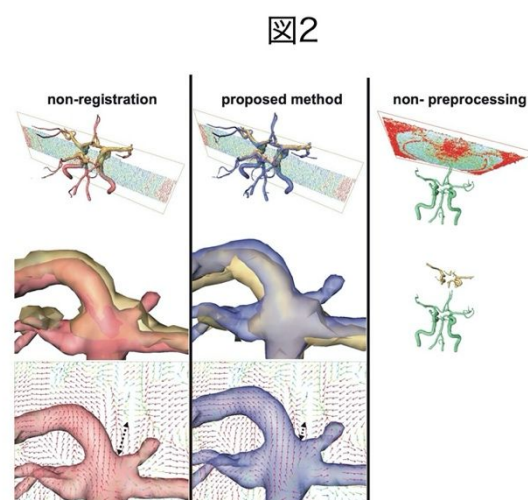 図2
non-registration
proposed method
non- preprocessing